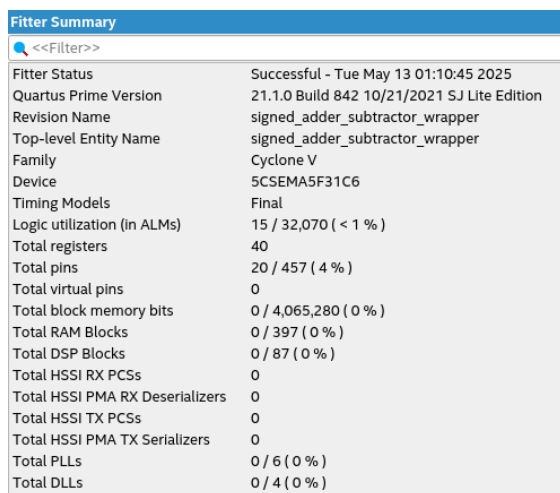 Fitter Summary
<<Filter>>
Fitter Status Successful - Tue May 13 01:10:45 2025
Quartus Prime Version 21.1.0 Build 842 10/21/2021 SJ Lite Edition
Revision Name signed_adder_subtractor_wrapper
Top-level Entity Name signed_adder_subtractor_wrapper
Family Cyclone V
Device 5CSEMA5F31C6
Timing Models Final
Logic utilization (in ALMs) 15 / 32,070 ( < 1 % )
Total registers 40
Total pins 20 / 457 ( 4 % )
Total virtual pins 0
Total block memory bits 0 / 4,065,280 ( 0 % )
Total RAM Blocks 0 / 397 ( 0 % )
Total DSP Blocks 0 / 87 ( 0 % )
Total HSSI RX PCSs 0
Total HSSI PMA RX Deserializers 0
Total HSSI TX PCSs 0
Total HSSI PMA TX Serializers 0
Total PLLs 0 / 6 ( 0 % )
Total DLLs 0 / 4 ( 0 % )